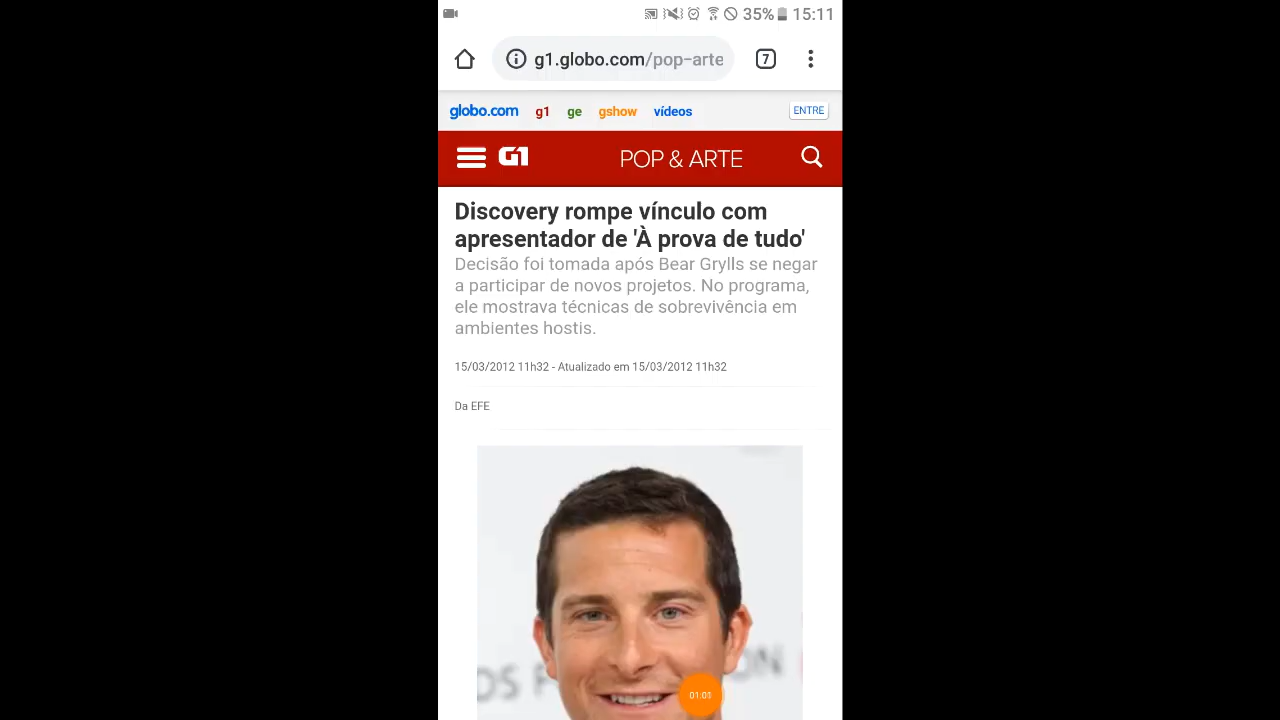 35% 15:11
g1.globo.com/pop-arte 7
globo.com g1 ge gshow vídeos ENTRE
G1 POP & ARTE
Discovery rompe vínculo com
apresentador de 'À prova de tudo'
Decisão foi tomada após Bear Grylls se negar
a participar de novos projetos. No programa,
ele mostrava técnicas de sobrevivência em
ambientes hostis.
15/03/2012 11h32 - Atualizado em 15/03/2012 11h32
Da EFE
01:01